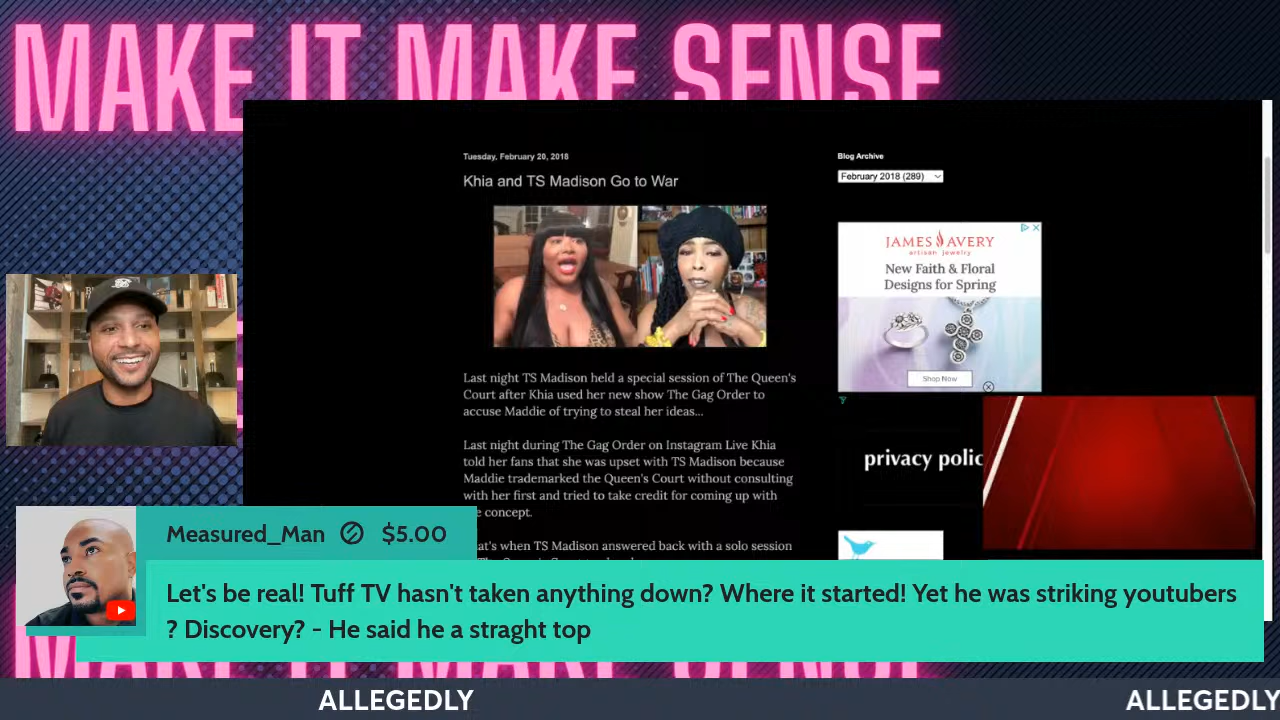 MAKE IT MAKE SENSE
Tuesday, February 20, 2018
Khia and TS Madison Go to War
Last night TS Madison held a special session of The Queen's
Court after Khia used her new show The Gag Order to
accuse Maddie of trying to steal her ideas...
Last night during The Gag Order on Instagram Live Khia
told her fans that she was upset with TS Madison because
Maddie trademarked the Queen's Court without consulting
with her first and tried to take credit for coming up with
e concept.
at's when TS Madison answered back with a solo session
Blog Archive
February 2018 (289)
JAMES AVERY
artisan jewelry
New Faith & Floral
Designs for Spring
Shop Now
privacy polic
Measured_Man $5.00
Let's be real! Tuff TV hasn't taken anything down? Where it started! Yet he was striking youtubers
? Discovery? - He said he a straght top
MAKE IT MAKE SENSE
ALLEGEDLY ALLEGEDLY